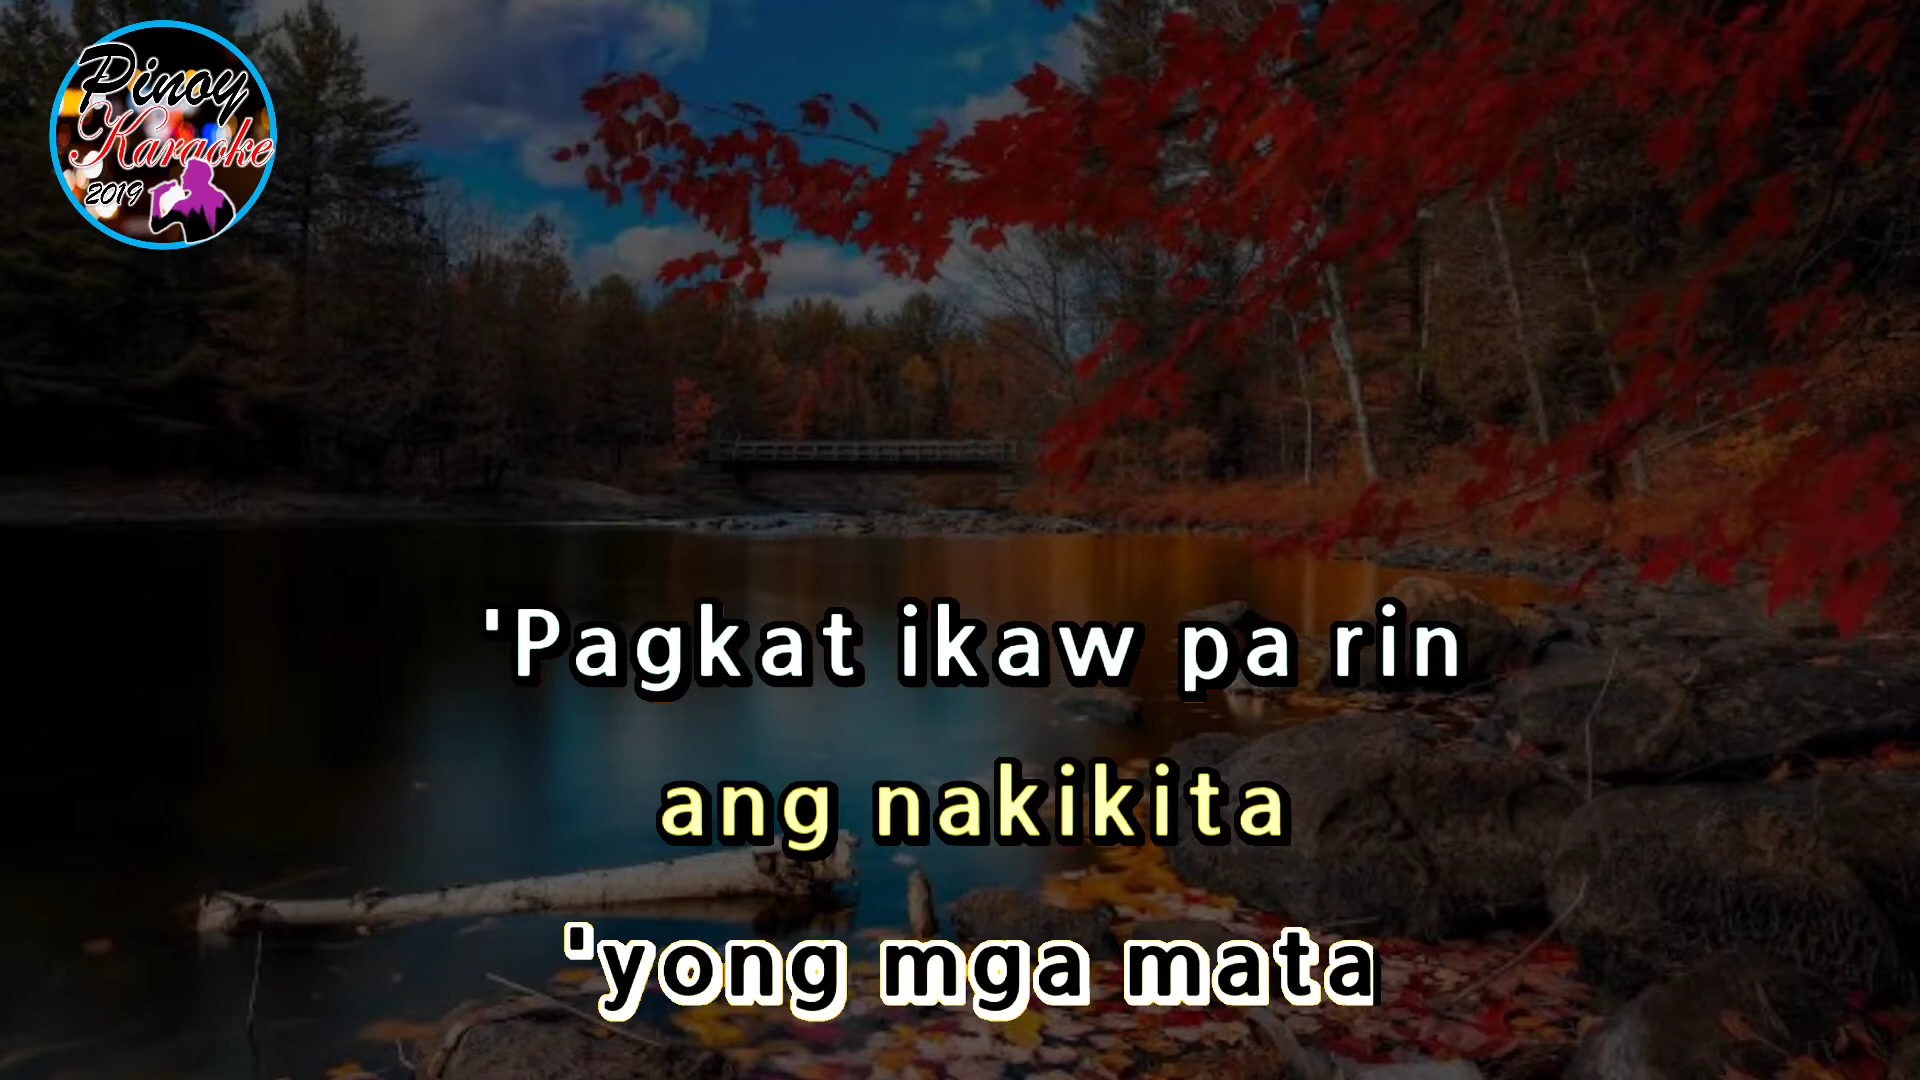 Pinoy
Karaoke
2019
'Pagkat ikaw pa rin
ang nakikita
'yong mga mata